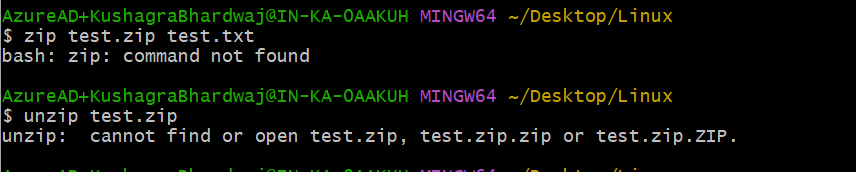 AzureAD+KushagraBhardwaj@IN-KA-OAAKUH MINGW64 ~/Desktop/Linux
$ zip test.zip test.txt
bash: zip: command not found
AzureAD+KushagraBhardwaj@IN-KA-OAAKUH MINGW64 ~/Desktop/Linux
$ unzip test.zip
unzip:  cannot find or open test.zip, test.zip.zip or test.zip.ZIP.